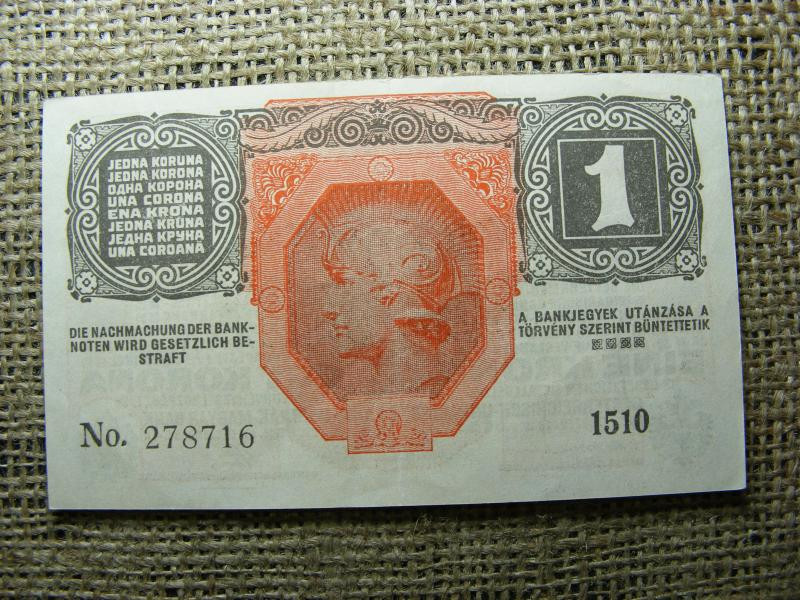 JEDNA KORUNA
JEDNA KORONA
ОДНА КОРОНА
UNA CORONA
ENA KRONA
JEDNA KRUNA
ЈЕДНА КРУНА
UNA COROANĂ
1
DIE NACHMACHUNG DER BANK-
NOTEN WIRD GESETZLICH BE-
STRAFT
A BANKJEGYEK UTÁNZÁSA A
TÖRVÉNY SZERINT BÜNTETTETIK
No. 278716
1510